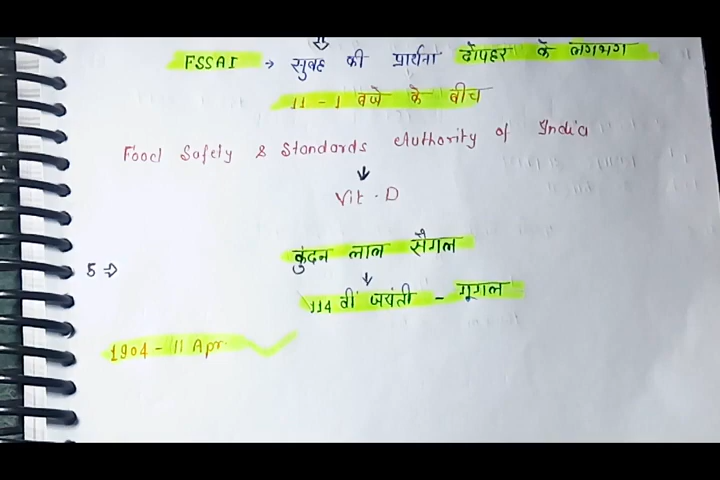 FSSAI → सुबह की प्रार्थना दोपहर के लगभग
11 - 1 बजे के बीच
Food Safety & Standards Authority of India
↓
Vit. D
5 ⇒ कुंदन लाल सैगल
↓
114 वीं जयंती - गूगल
1904 - 11 Apr.